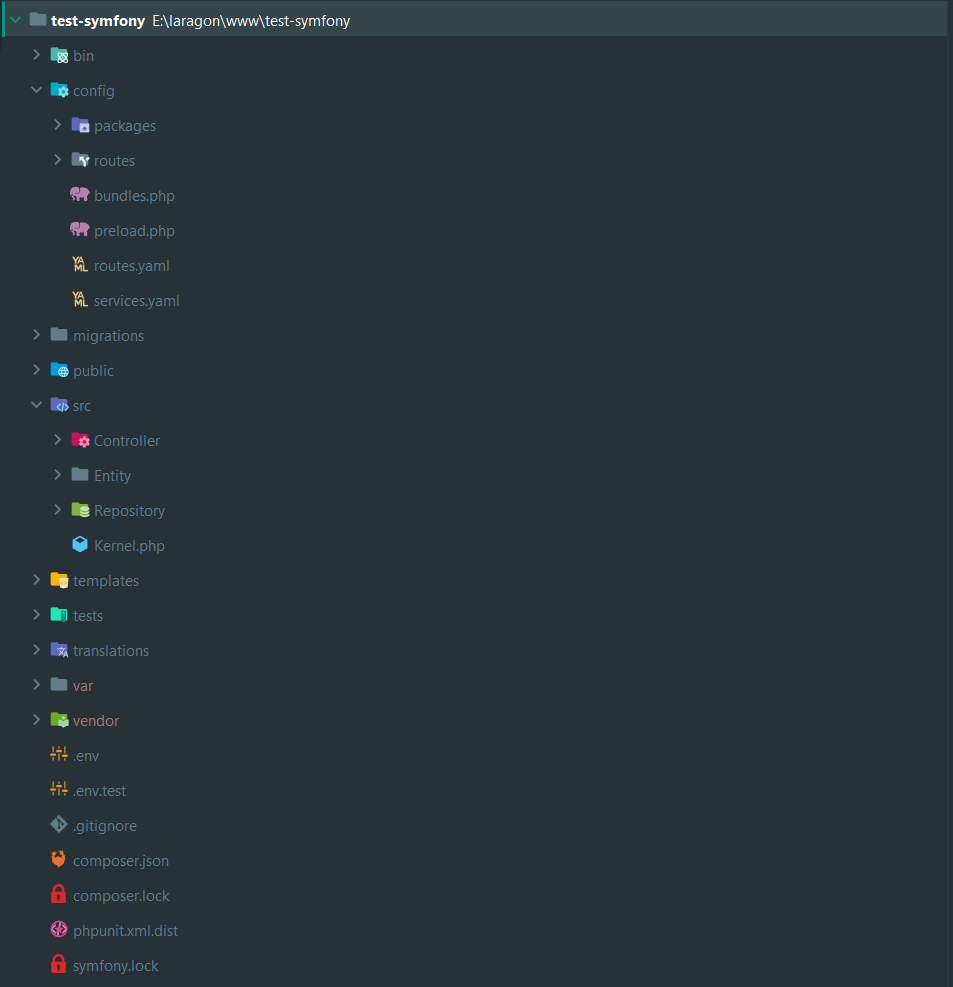 test-symfony E:\laragon\www\test-symfony
bin
config
packages
routes
bundles.php
preload.php
YAML routes.yaml
YAML services.yaml
migrations
public
src
Controller
Entity
Repository
Kernel.php
templates
tests
translations
var
vendor
.env
.env.test
.gitignore
composer.json
composer.lock
phpunit.xml.dist
symfony.lock